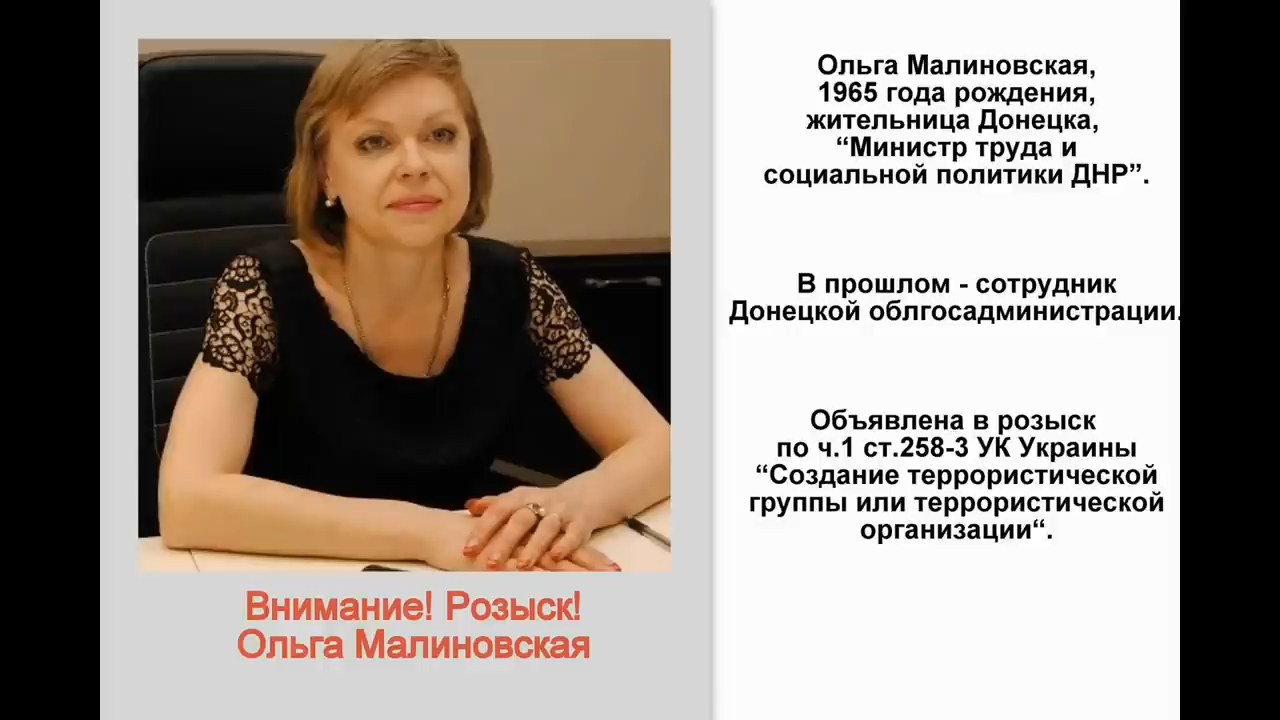 Ольга Малиновская,
1965 года рождения,
жительница Донецка,
“Министр труда и
социальной политики ДНР”.
В прошлом - сотрудник
Донецкой облгосадминистрации.
Объявлена в розыск
по ч.1 ст.258-3 УК Украины
“Создание террористической
группы или террористической
организации“.
Внимание! Розыск!
Ольга Малиновская